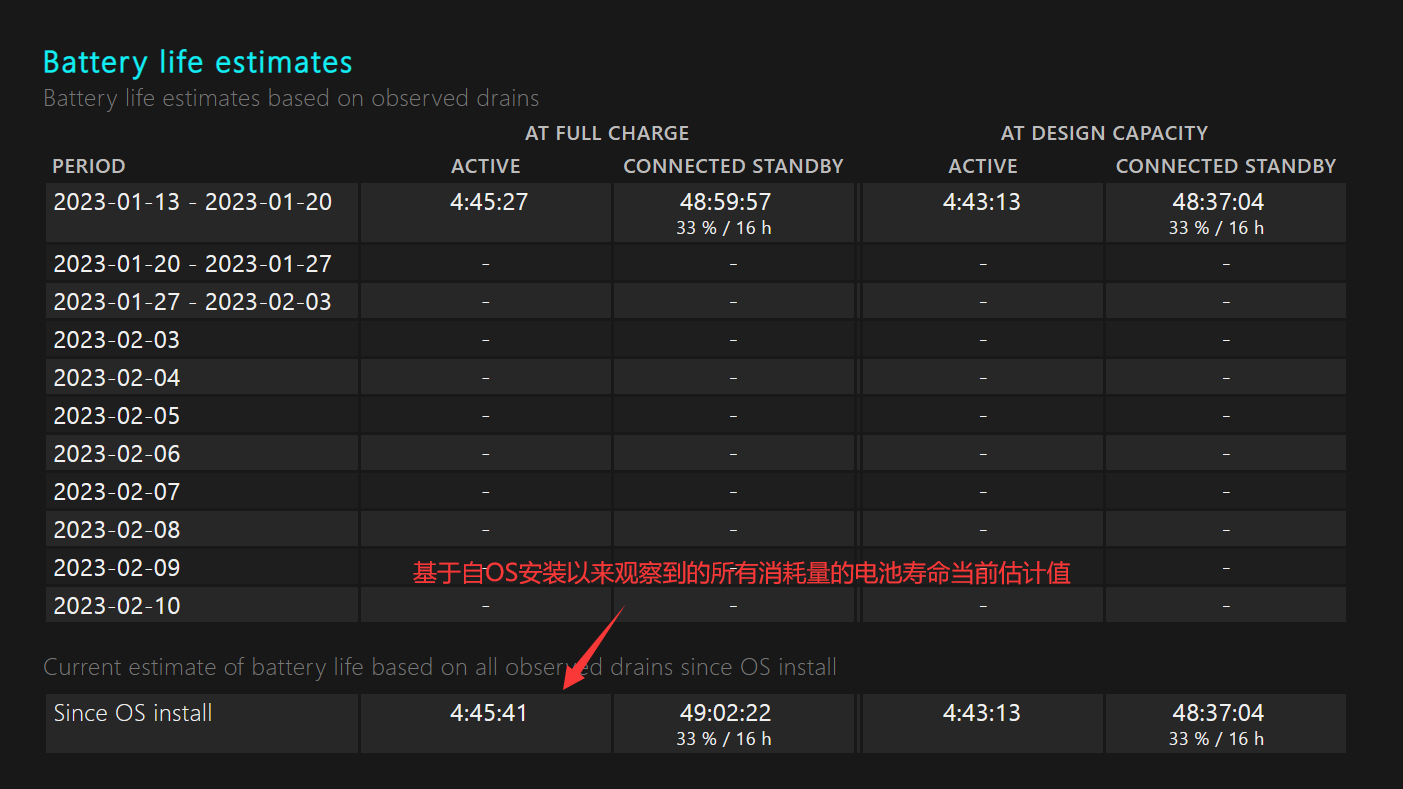 Battery life estimates
Battery life estimates based on observed drains
AT FULL CHARGE AT DESIGN CAPACITY
PERIOD ACTIVE CONNECTED STANDBY ACTIVE CONNECTED STANDBY
2023-01-13 - 2023-01-20 4:45:27 48:59:57 4:43:13 48:37:04
33 % / 16 h 33 % / 16 h
2023-01-20 - 2023-01-27 - - - -
2023-01-27 - 2023-02-03 - - - -
2023-02-03 - - - -
2023-02-04 - - - -
2023-02-05 - - - -
2023-02-06 - - - -
2023-02-07 - - - -
2023-02-08 - - - -
2023-02-09 - - - -
基于自OS安装以来观察到的所有消耗量的电池寿命当前估计值
2023-02-10 - - - -
Current estimate of battery life based on all observed drains since OS install
Since OS install 4:45:41 49:02:22 4:43:13 48:37:04
33 % / 16 h 33 % / 16 h